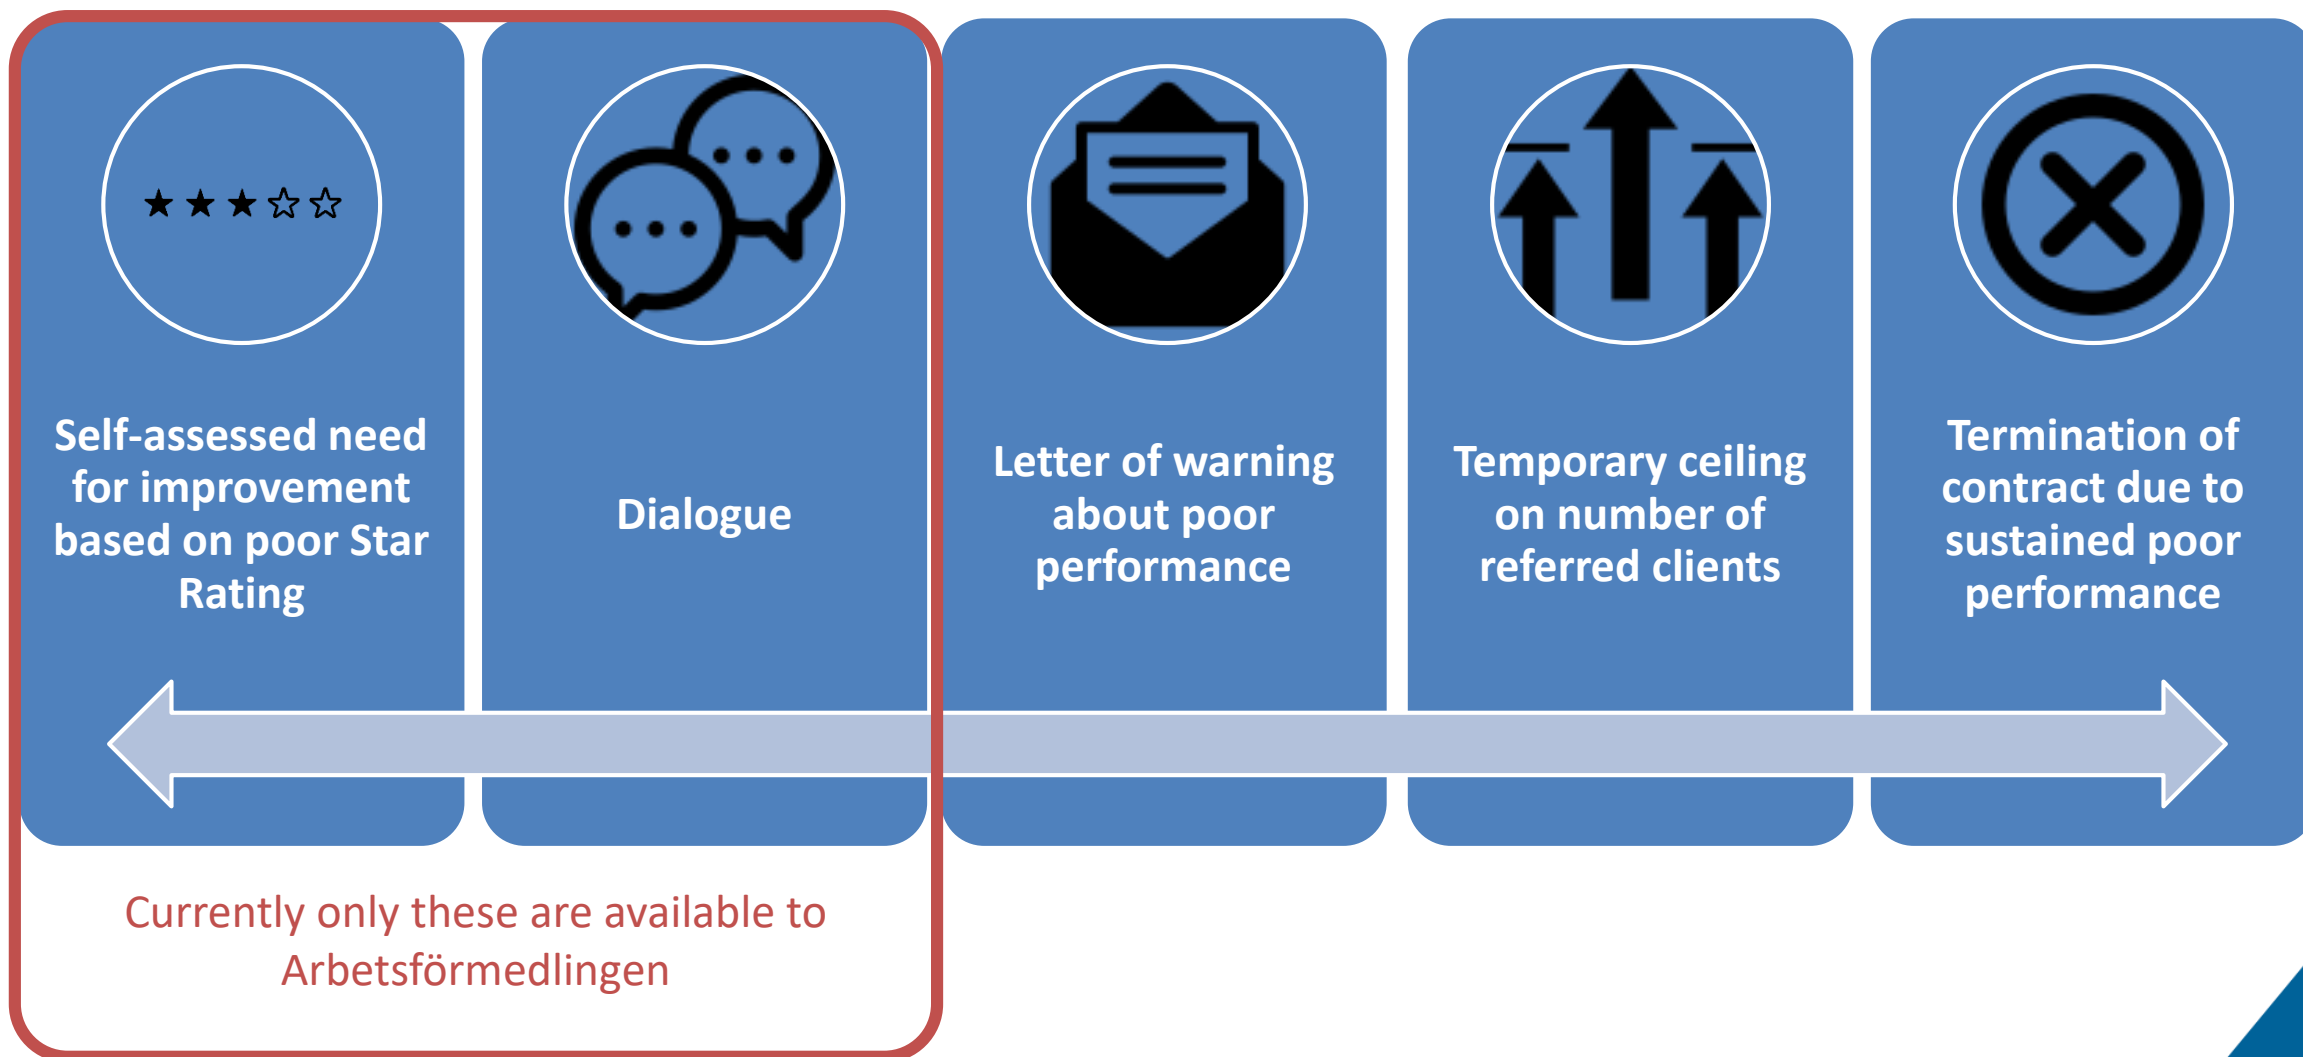 Self-assessed need
for improvement
based on poor Star
Rating
Dialogue
Letter of warning
about poor
performance
Temporary ceiling
on number of
referred clients
Termination of
contract due to
sustained poor
performance
Currently only these are available to
Arbetsförmedlingen